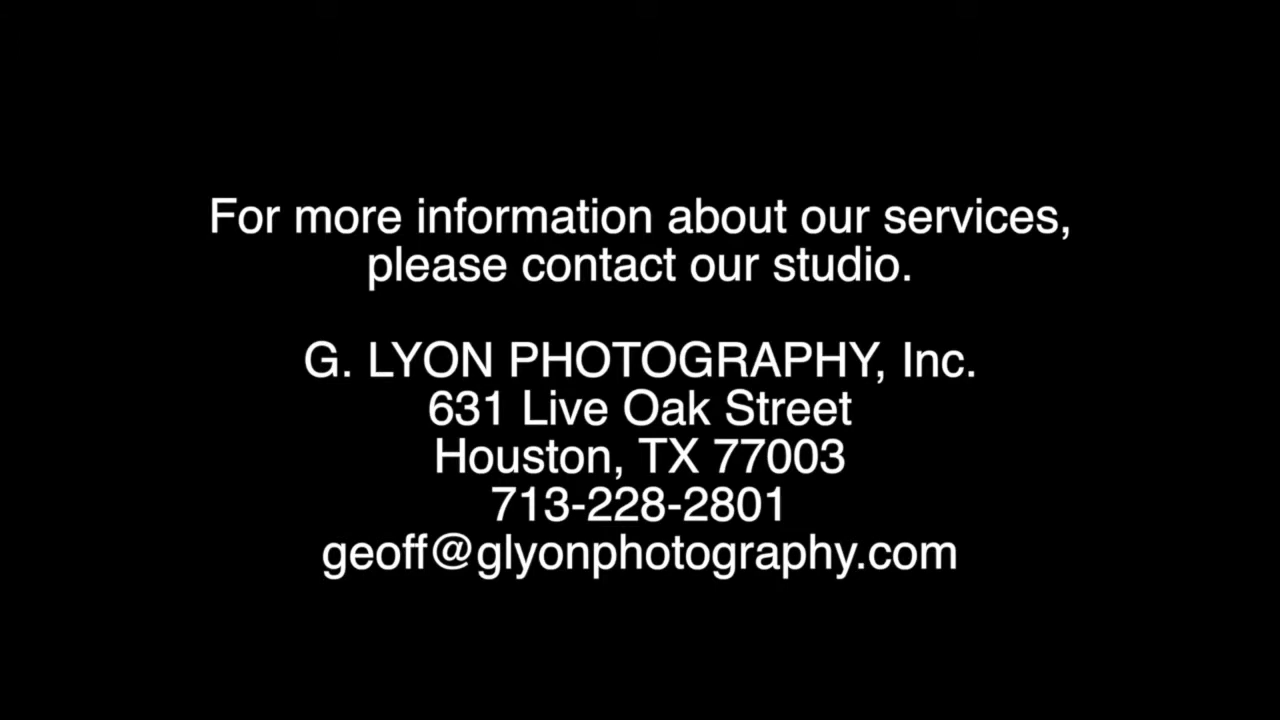 For more information about our services,
please contact our studio.
G. LYON PHOTOGRAPHY, Inc.
631 Live Oak Street
Houston, TX 77003
713-228-2801
geoff@glyonphotography.com